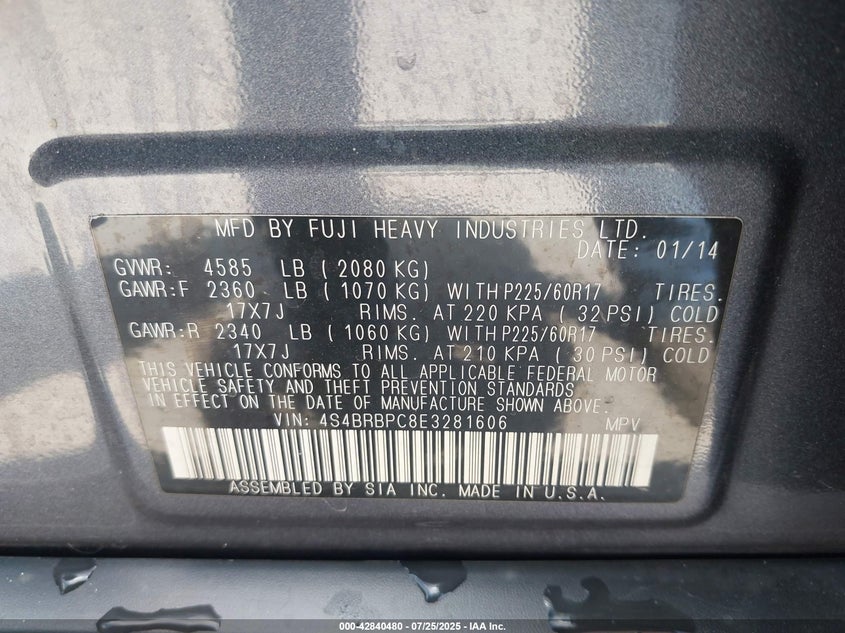 MFD BY FUJI HEAVY INDUSTRIES LTD.
DATE: 01/14
GVWR: 4585 LB ( 2080 KG)
GAWR:F 2360 LB ( 1070 KG) WITH P225/60R17 TIRES.
17X7J RIMS. AT 220 KPA ( 32 PSI) COLD
GAWR:R 2340 LB ( 1060 KG) WITH P225/60R17 TIRES.
17X7J RIMS. AT 210 KPA ( 30 PSI) COLD
THIS VEHICLE CONFORMS TO ALL APPLICABLE FEDERAL MOTOR
VEHICLE SAFETY AND THEFT PREVENTION STANDARDS
IN EFFECT ON THE DATE OF MANUFACTURE SHOWN ABOVE.
VIN: 4S4BRBPC8E3281606 MPV
ASSEMBLED BY SIA INC. MADE IN U.S.A.
000-42840480 - 07/25/2025 - IAA Inc.